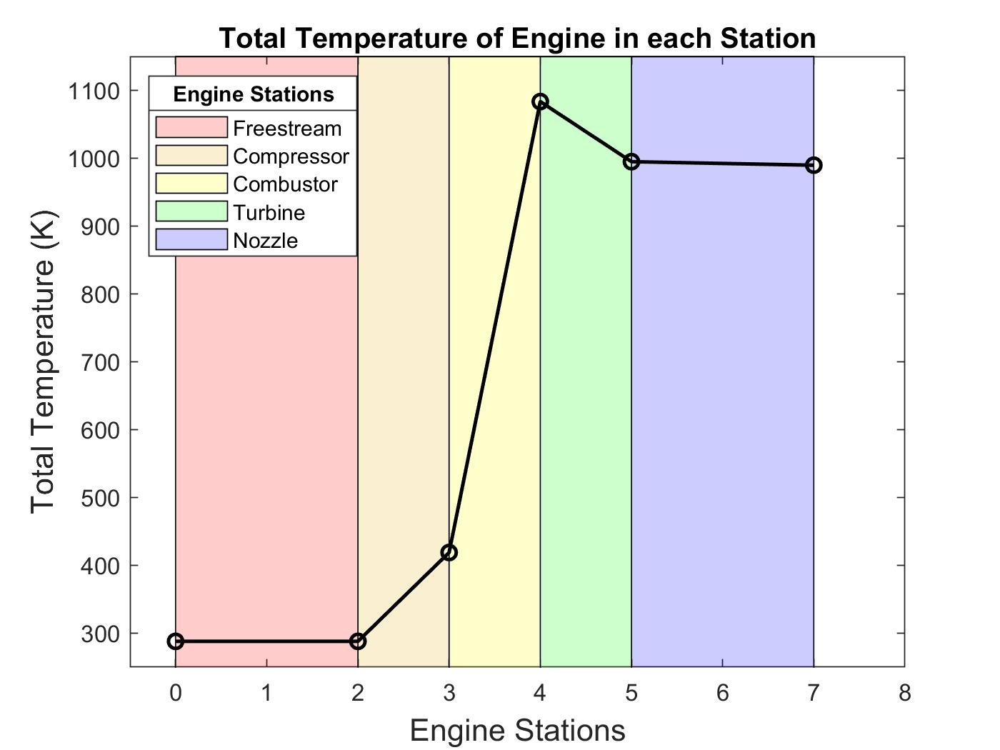 Total Temperature of Engine in each Station
Engine Stations
Freestream
Compressor
Combustor
Turbine
Nozzle
Total Temperature (K)
1100
1000
900
800
700
600
500
400
300
0 1 2 3 4 5 6 7 8
Engine Stations